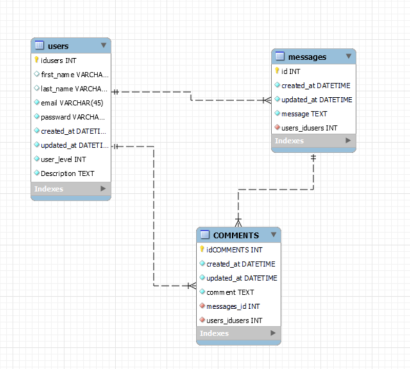 users
idusers INT
first_name VARCHA...
last_name VARCHA...
email VARCHAR(45)
password VARCHAR...
created_at DATETI...
updated_at DATETI...
user_level INT
Description TEXT
Indexes
messages
id INT
created_at DATETIME
updated_at DATETIME
message TEXT
users_idusers INT
Indexes
COMMENTS
idCOMMENTS INT
created_at DATETIME
updated_at DATETIME
comment TEXT
messages_id INT
users_idusers INT
Indexes